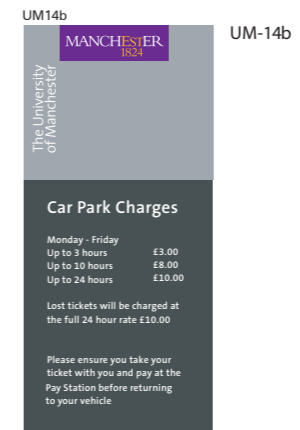 UM14b
UM-14b
MANCHESTER
1824
The University
of Manchester
Car Park Charges
Monday - Friday
Up to 3 hours £3.00
Up to 10 hours £8.00
Up to 24 hours £10.00
Lost tickets will be charged at
the full 24 hour rate £10.00
Please ensure you take your
ticket with you and pay at the
Pay Station before returning
to your vehicle